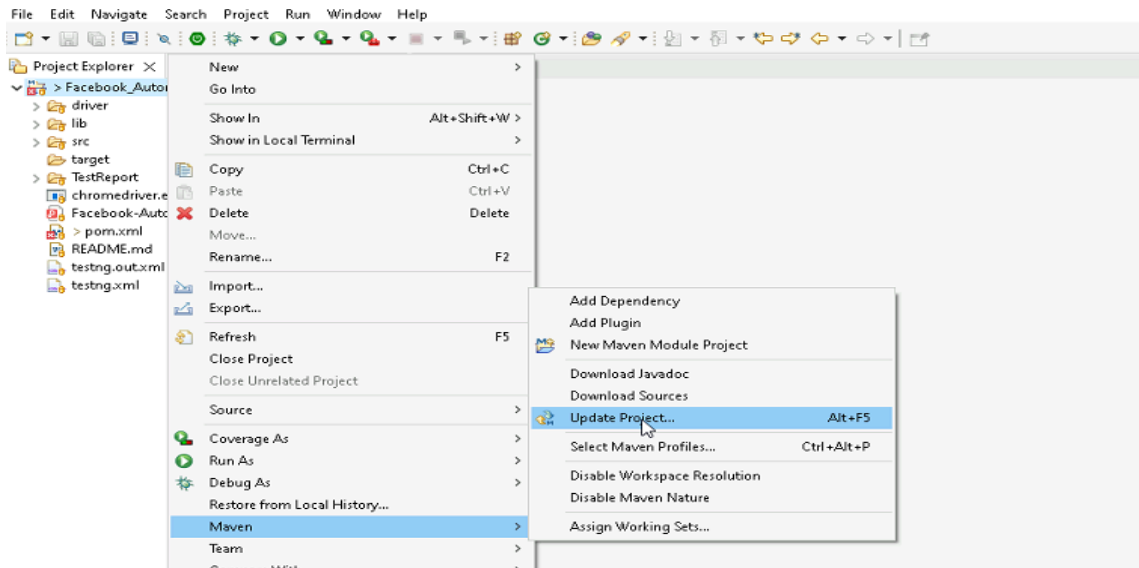 File Edit Navigate Search Project Run Window Help
Project Explorer
> Facebook_Autor
driver
lib
src
target
TestReport
chromedriver.e
Facebook-Auto
> pom.xml
README.md
testng.out.xml
testng.xml
New
Go Into
Show In Alt+Shift+W
Show in Local Terminal
Copy Ctrl+C
Paste Ctrl+V
Delete Delete
Move...
Rename... F2
Import...
Export...
Refresh F5
Close Project
Close Unrelated Project
Source
Coverage As
Run As
Debug As
Restore from Local History...
Maven
Team
Add Dependency
Add Plugin
New Maven Module Project
Download Javadoc
Download Sources
Update Project... Alt+F5
Select Maven Profiles... Ctrl+Alt+P
Disable Workspace Resolution
Disable Maven Nature
Assign Working Sets...